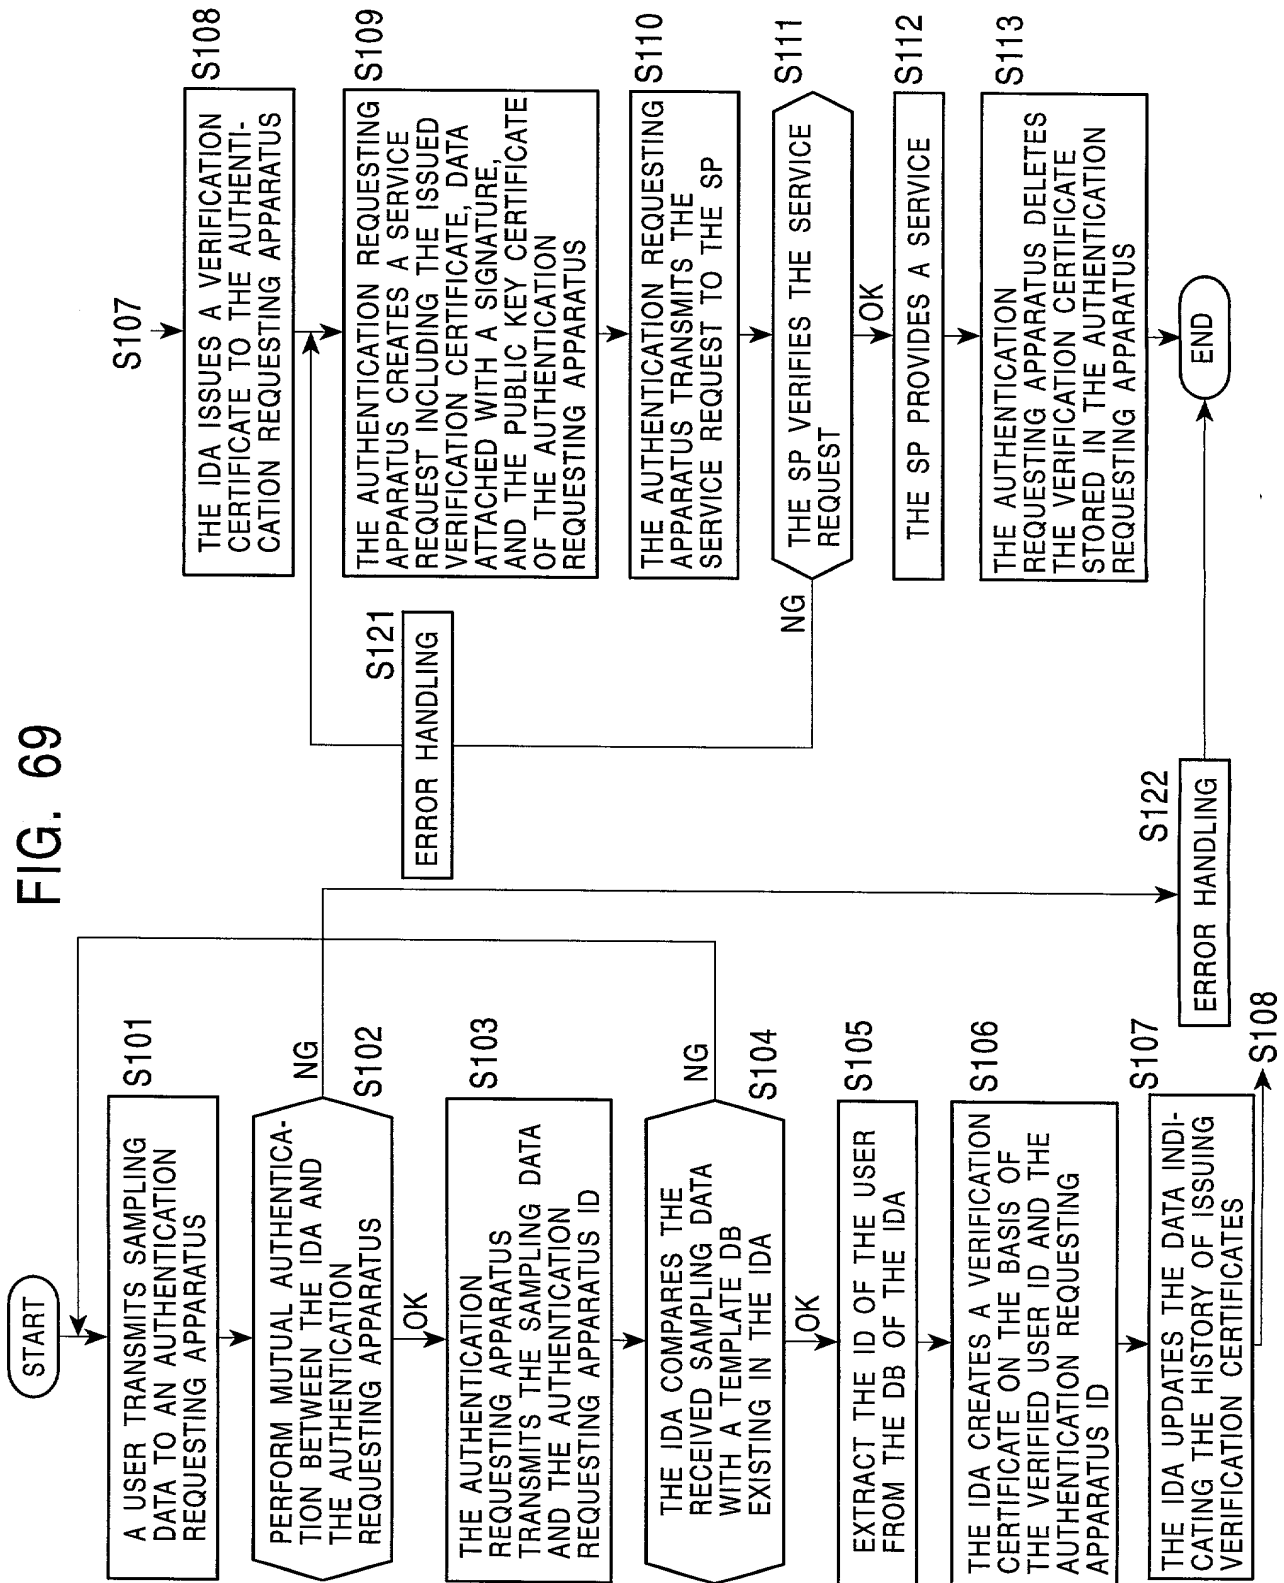 FIG. 69
START
S101
A USER TRANSMITS SAMPLING
DATA TO AN AUTHENTICATION
REQUESTING APPARATUS
S102
PERFORM MUTUAL AUTHENTICA-
TION BETWEEN THE IDA AND
THE AUTHENTICATION
REQUESTING APPARATUS
NG
OK
S103
THE AUTHENTICATION
REQUESTING APPARATUS
TRANSMITS THE SAMPLING DATA
AND THE AUTHENTICATION
REQUESTING APPARATUS ID
S104
THE IDA COMPARES THE
RECEIVED SAMPLING DATA
WITH A TEMPLATE DB
EXISTING IN THE IDA
NG
OK
S105
EXTRACT THE ID OF THE USER
FROM THE DB OF THE IDA
S106
THE IDA CREATES A VERIFICATION
CERTIFICATE ON THE BASIS OF
THE VERIFIED USER ID AND THE
AUTHENTICATION REQUESTING
APPARATUS ID
S107
THE IDA UPDATES THE DATA INDI-
CATING THE HISTORY OF ISSUING
VERIFICATION CERTIFICATES
S108
S107
S108
THE IDA ISSUES A VERIFICATION
CERTIFICATE TO THE AUTHENTI-
CATION REQUESTING APPARATUS
S109
THE AUTHENTICATION REQUESTING
APPARATUS CREATES A SERVICE
REQUEST INCLUDING THE ISSUED
VERIFICATION CERTIFICATE, DATA
ATTACHED WITH A SIGNATURE,
AND THE PUBLIC KEY CERTIFICATE
OF THE AUTHENTICATION
REQUESTING APPARATUS
S110
THE AUTHENTICATION REQUESTING
APPARATUS TRANSMITS THE
SERVICE REQUEST TO THE SP
S111
THE SP VERIFIES THE SERVICE
REQUEST
NG
OK
S121
ERROR HANDLING
S112
THE SP PROVIDES A SERVICE
S113
THE AUTHENTICATION
REQUESTING APPARATUS DELETES
THE VERIFICATION CERTIFICATE
STORED IN THE AUTHENTICATION
REQUESTING APPARATUS
S122
ERROR HANDLING
END